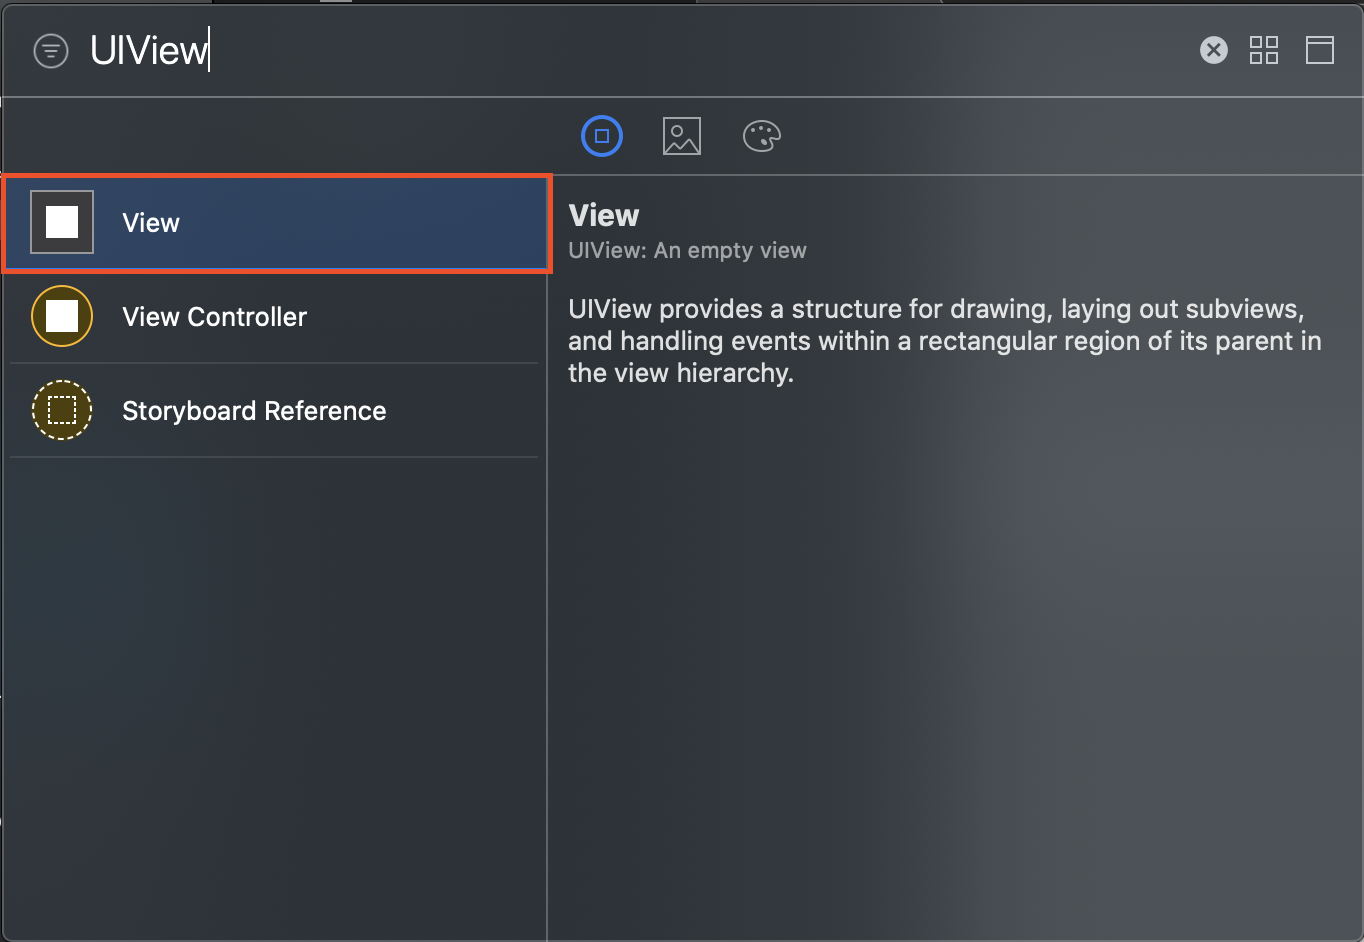 UIView
View
View Controller
Storyboard Reference
View
UIView: An empty view
UIView provides a structure for drawing, laying out subviews,
and handling events within a rectangular region of its parent in
the view hierarchy.